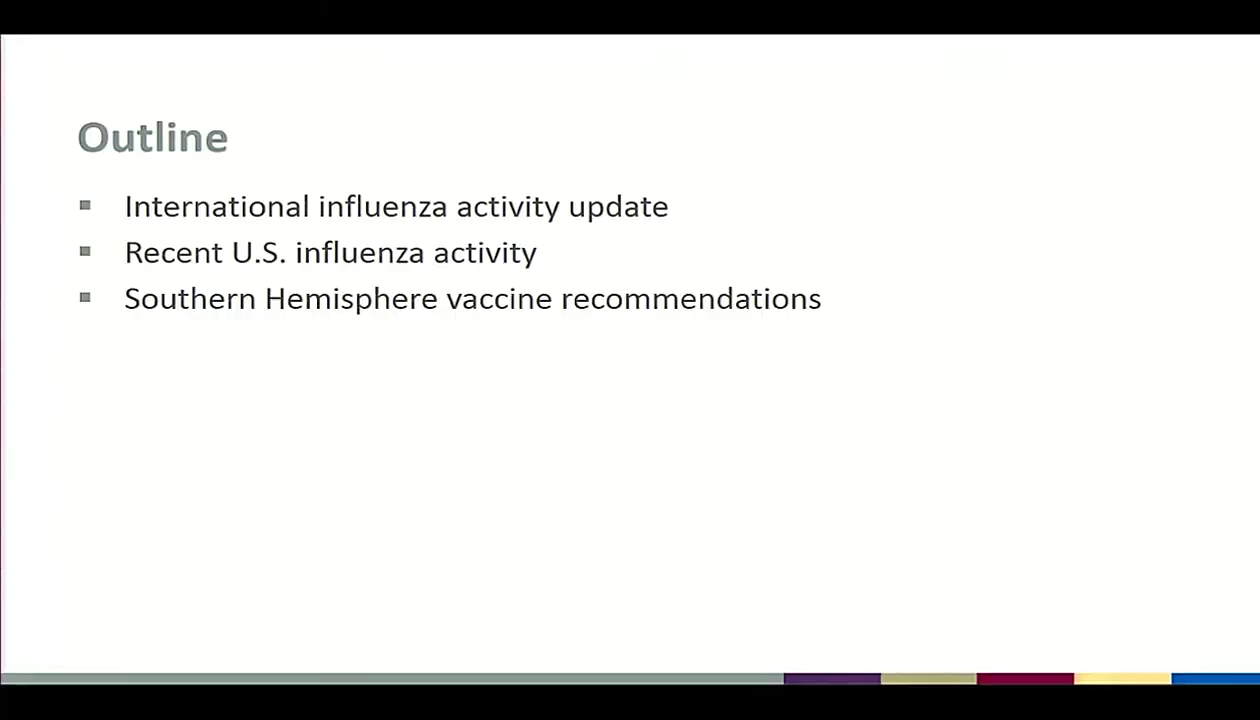 Outline
International influenza activity update
Recent U.S. influenza activity
Southern Hemisphere vaccine recommendations